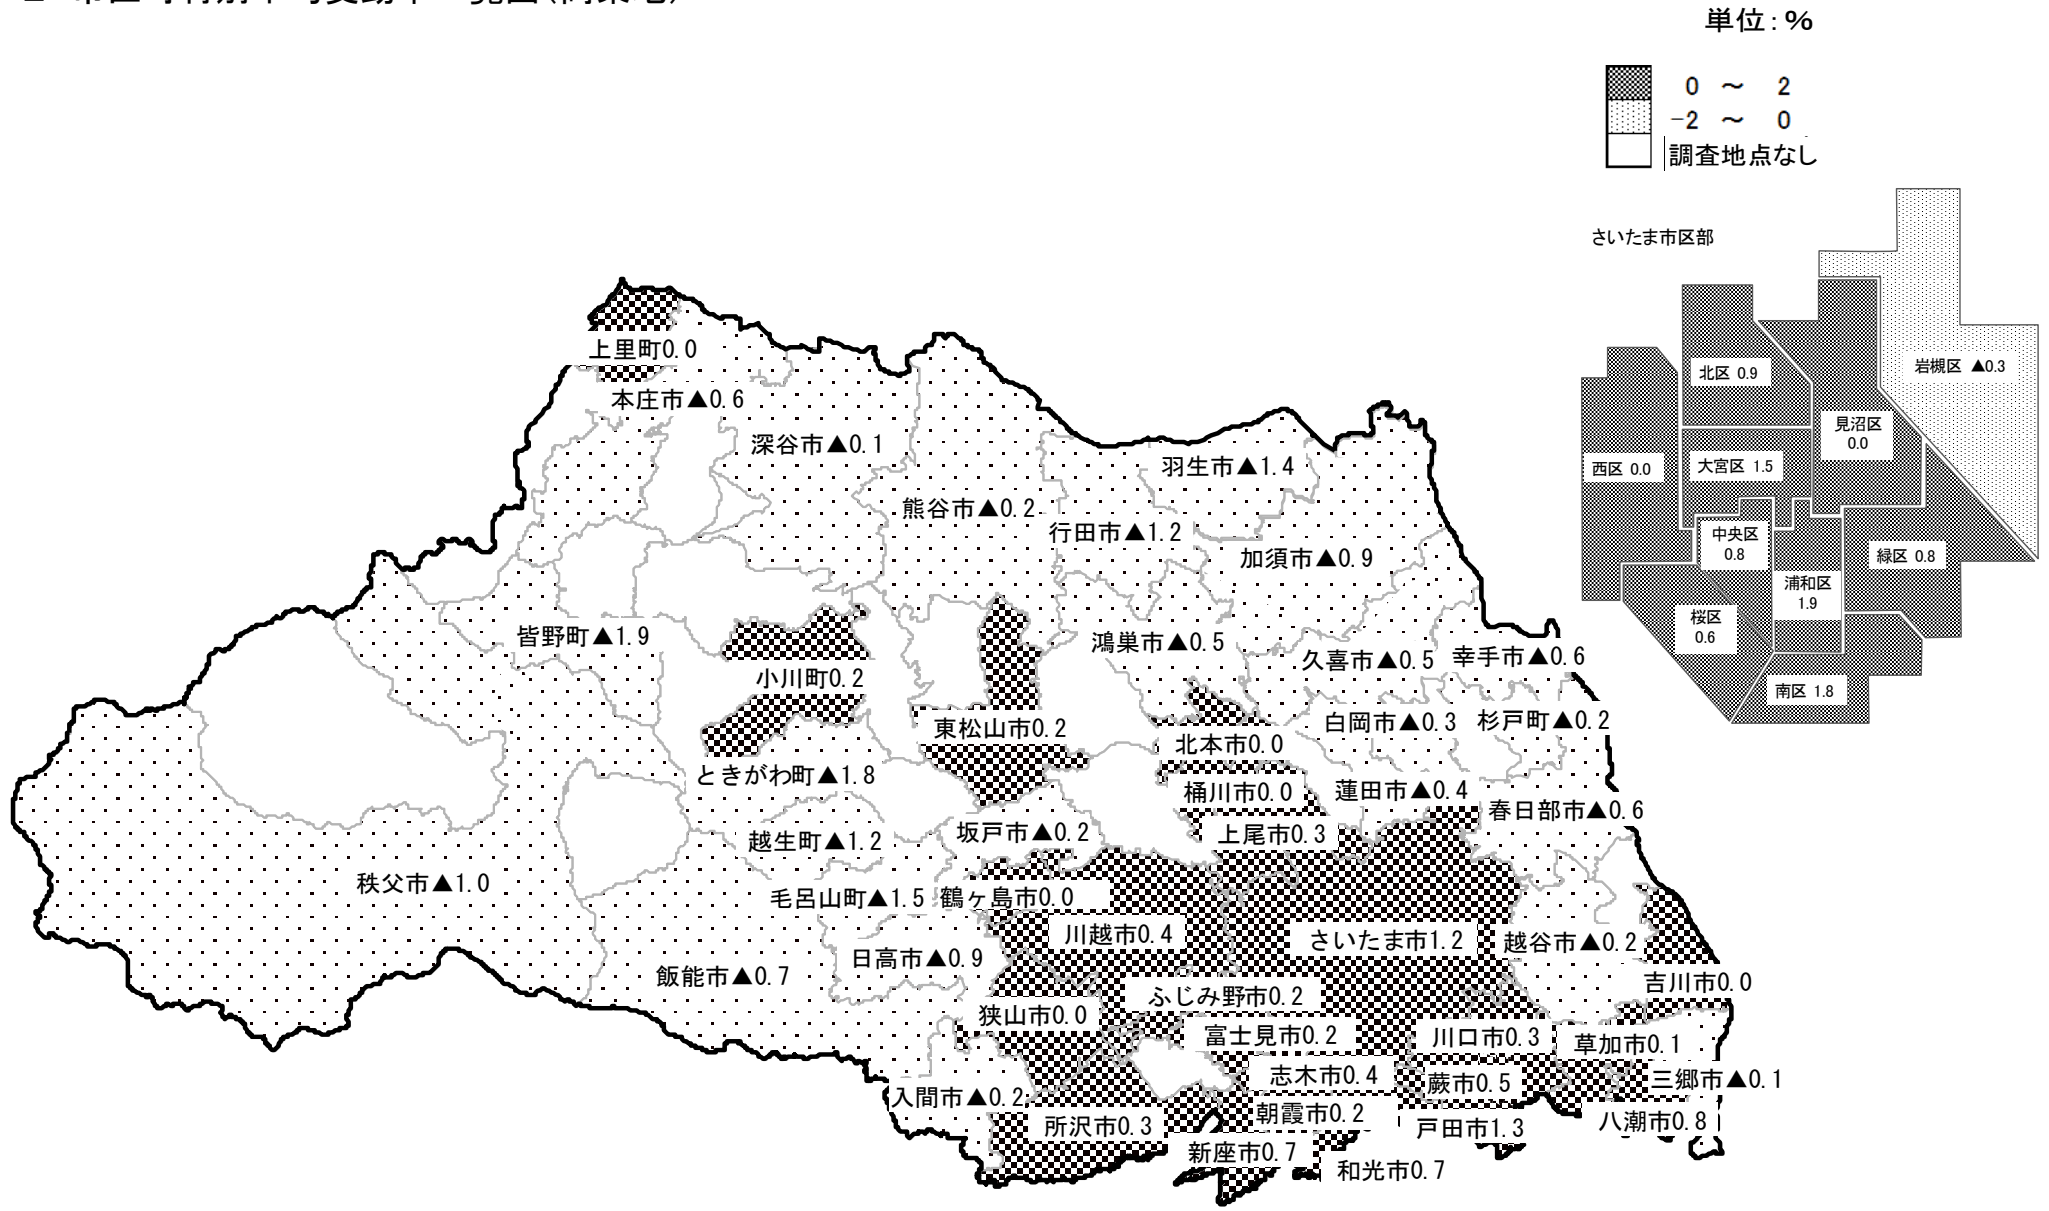 単位：%
0 ～ 2
-2 ～ 0
調査地点なし
さいたま市区部
岩槻区 ▲0.3
北区 0.9
見沼区
0.0
西区 0.0
大宮区 1.5
中央区
0.8
緑区 0.8
浦和区
1.9
桜区
0.6
南区 1.8
上里町0.0
本庄市▲0.6
深谷市▲0.1
羽生市▲1.4
熊谷市▲0.2
行田市▲1.2
加須市▲0.9
皆野町▲1.9
鴻巣市▲0.5
久喜市▲0.5
幸手市▲0.6
小川町0.2
東松山市0.2
北本市0.0
白岡市▲0.3
杉戸町▲0.2
ときがわ町▲1.8
桶川市0.0
蓮田市▲0.4
春日部市▲0.6
越生町▲1.2
坂戸市▲0.2
上尾市0.3
秩父市▲1.0
毛呂山町▲1.5
鶴ヶ島市0.0
川越市0.4
さいたま市1.2
越谷市▲0.2
日高市▲0.9
飯能市▲0.7
吉川市0.0
ふじみ野市0.2
狭山市0.0
富士見市0.2
川口市0.3
草加市0.1
志木市0.4
蕨市0.5
三郷市▲0.1
入間市▲0.2
朝霞市0.2
所沢市0.3
戸田市1.3
八潮市0.8
新座市0.7
和光市0.7